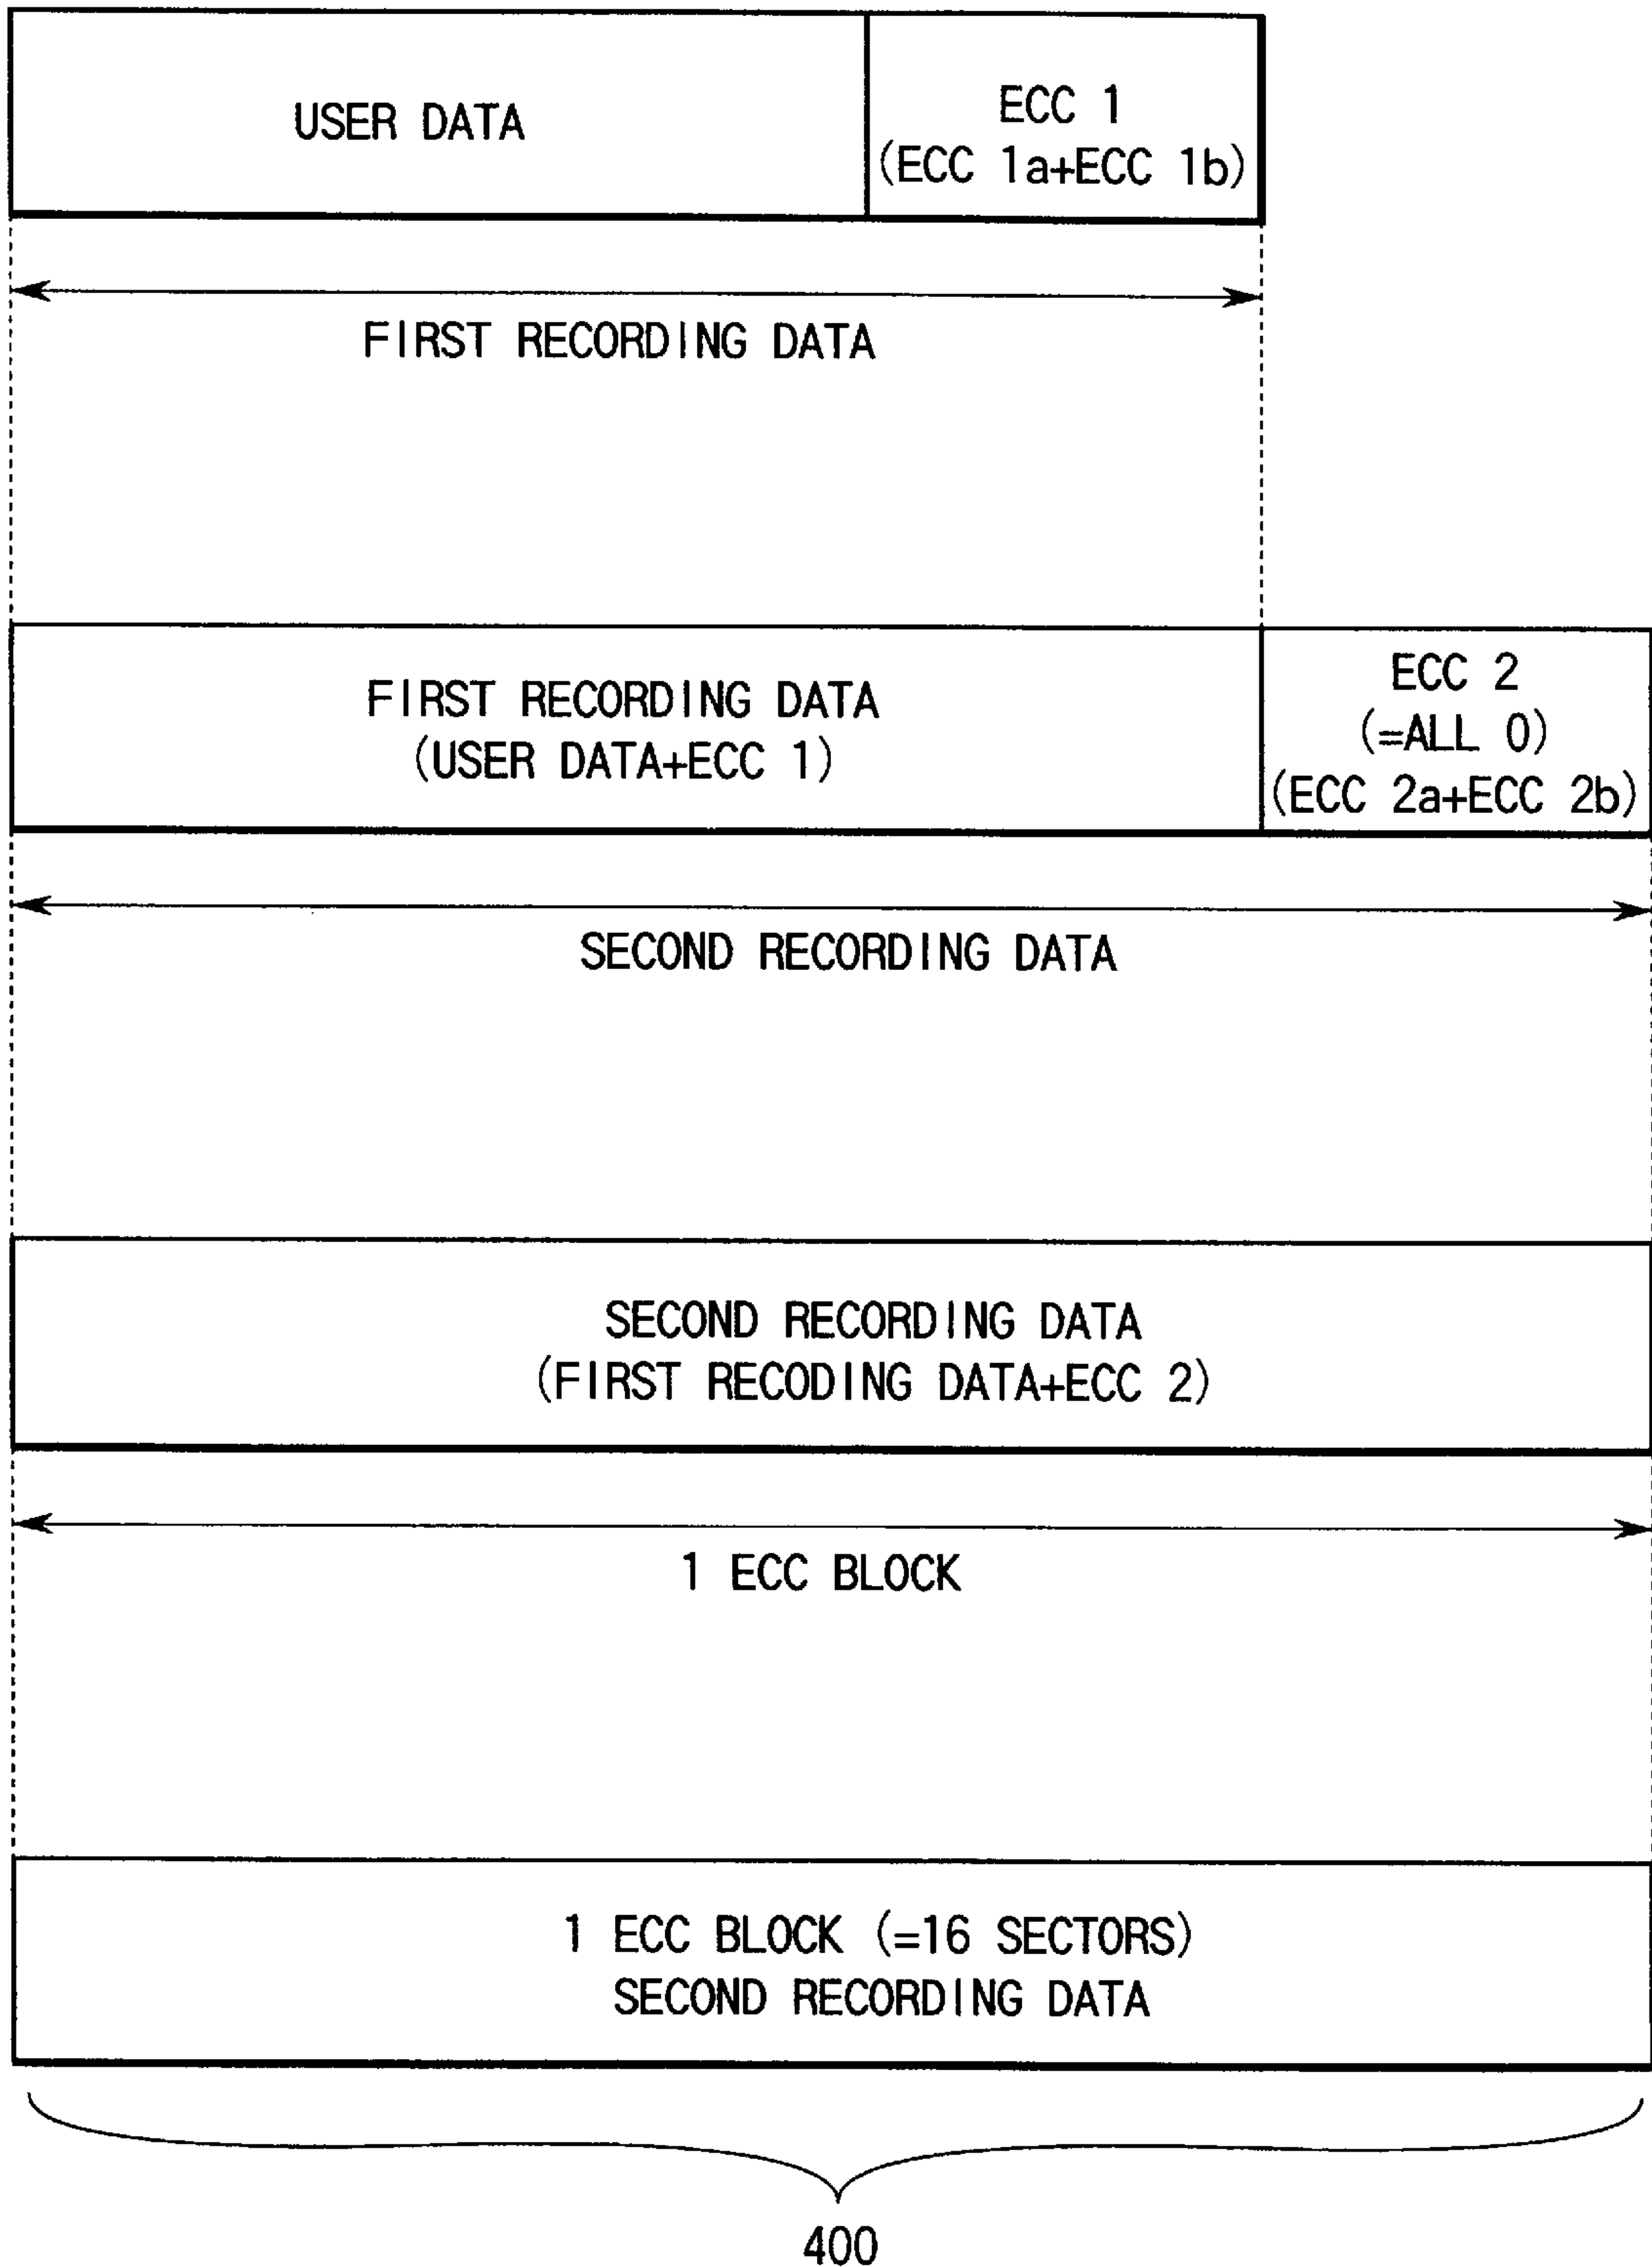 USER DATA
ECC 1
(ECC 1a+ECC 1b)
FIRST RECORDING DATA
FIRST RECORDING DATA
(USER DATA+ECC 1)
ECC 2
(=ALL 0)
(ECC 2a+ECC 2b)
SECOND RECORDING DATA
SECOND RECORDING DATA
(FIRST RECODING DATA+ECC 2)
1 ECC BLOCK
1 ECC BLOCK (=16 SECTORS)
SECOND RECORDING DATA
400